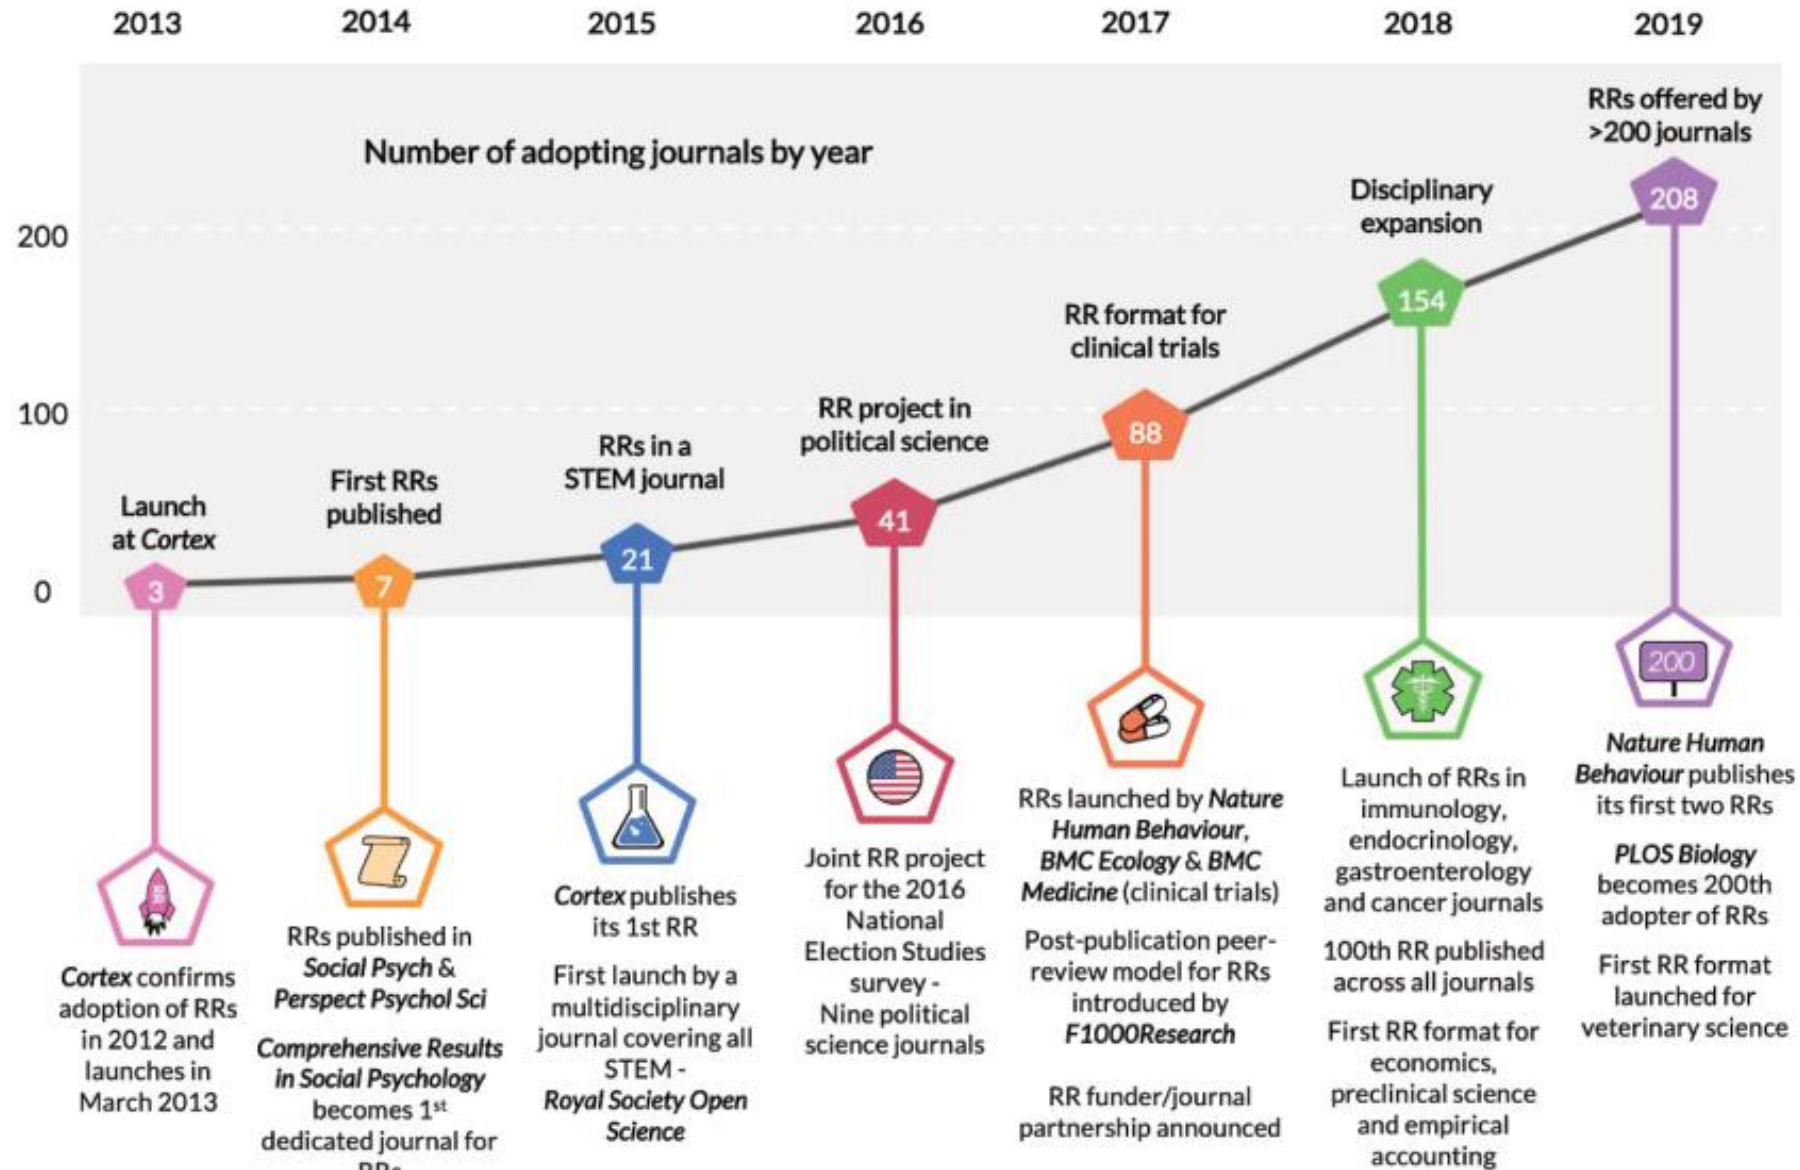 2013 2014 2015 2016 2017 2018 2019
Number of adopting journals by year
200
100
0
Launch
at Cortex
3
First RRs
published
7
RRs in a
STEM journal
21
RR project in
political science
41
RR format for
clinical trials
88
Disciplinary
expansion
154
RRs offered by
>200 journals
208
RR
Cortex confirms
adoption of RRs
in 2012 and
launches in
March 2013
RRs published in
Social Psych &
Perspect Psychol Sci
Comprehensive Results
in Social Psychology
becomes 1st
dedicated journal for
RRs
Cortex publishes
its 1st RR
First launch by a
multidisciplinary
journal covering all
STEM -
Royal Society Open
Science
Joint RR project
for the 2016
National
Election Studies
survey -
Nine political
science journals
RRs launched by Nature
Human Behaviour,
BMC Ecology & BMC
Medicine (clinical trials)
Post-publication peer-
review model for RRs
introduced by
F1000Research
RR funder/journal
partnership announced
Launch of RRs in
immunology,
endocrinology,
gastroenterology
and cancer journals
100th RR published
across all journals
First RR format for
economics,
preclinical science
and empirical
accounting
200
Nature Human
Behaviour publishes
its first two RRs
PLOS Biology
becomes 200th
adopter of RRs
First RR format
launched for
veterinary science